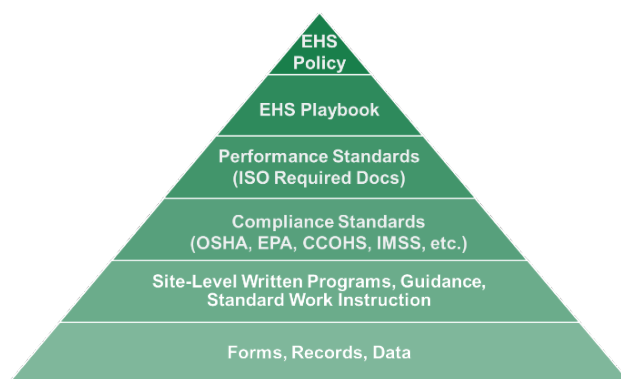 EHS
Policy
EHS Playbook
Performance Standards
(ISO Required Docs)
Compliance Standards
(OSHA, EPA, CCOHS, IMSS, etc.)
Site-Level Written Programs, Guidance,
Standard Work Instruction
Forms, Records, Data